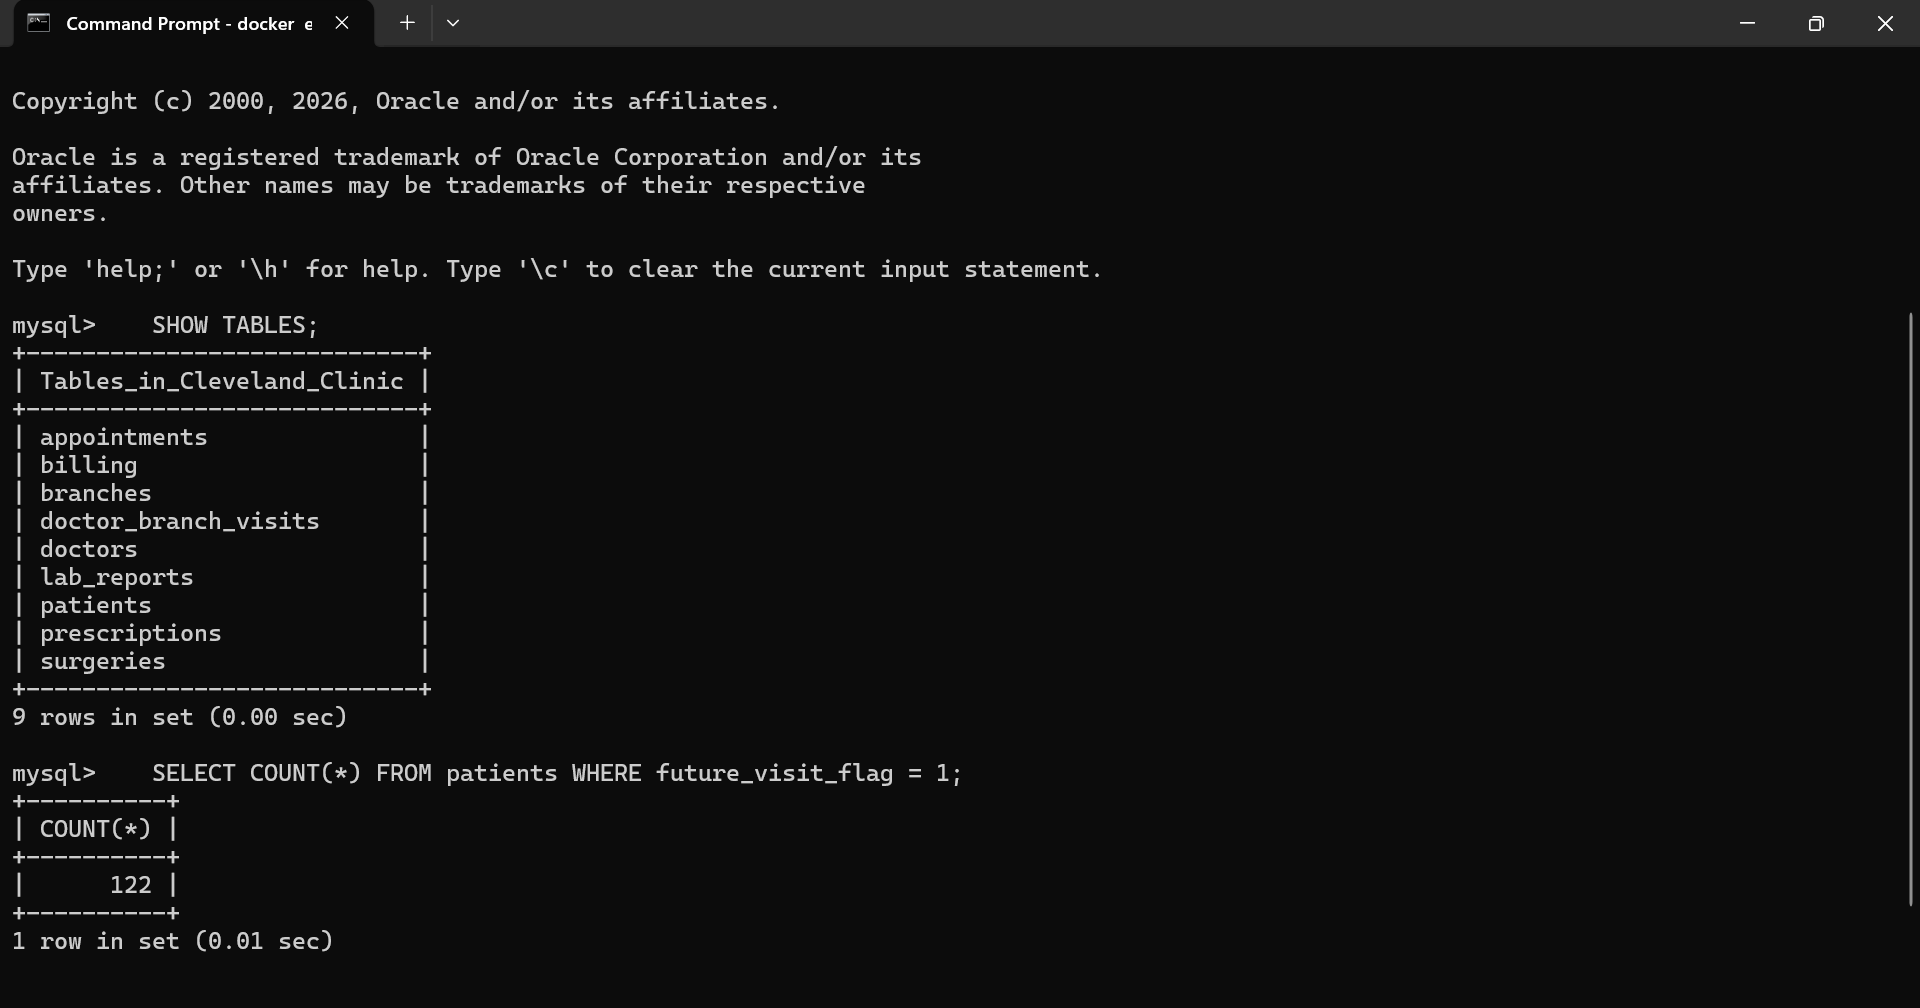 Command Prompt - docker e
Copyright (c) 2000, 2026, Oracle and/or its affiliates.
Oracle is a registered trademark of Oracle Corporation and/or its
affiliates. Other names may be trademarks of their respective
owners.
Type 'help;' or '\h' for help. Type '\c' to clear the current input statement.
mysql>    SHOW TABLES;
+----------------------------+
| Tables_in_Cleveland_Clinic |
+----------------------------+
| appointments               |
| billing                    |
| branches                   |
| doctor_branch_visits       |
| doctors                    |
| lab_reports                |
| patients                   |
| prescriptions              |
| surgeries                  |
+----------------------------+
9 rows in set (0.00 sec)
mysql>    SELECT COUNT(*) FROM patients WHERE future_visit_flag = 1;
+----------+
| COUNT(*) |
+----------+
|      122 |
+----------+
1 row in set (0.01 sec)